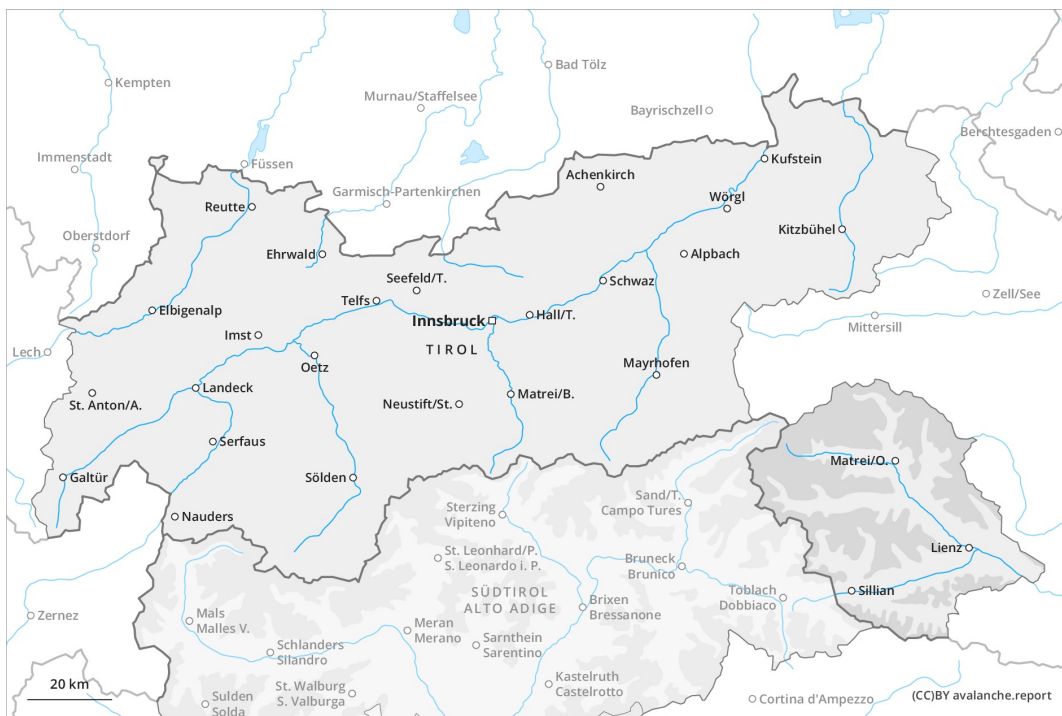 Bad Tölz
Kempten
Murnau/Staffelsee
Bayrischzell
Berchtesgaden
Immenstadt
Füssen
Kufstein
Achenkirch
Garmisch-Partenkirchen
Reutte
Wörgl
Oberstdorf
Kitzbühel
Ehrwald
Alpbach
Seefeld/T.
Schwaz
Zell/See
Telfs
Elbigenalp
Hall/T.
Innsbruck
Mittersill
Imst
TIROL
Lech
Oetz
Mayrhofen
Landeck
St. Anton/A.
Neustift/St.
Matrei/B.
Serfaus
Matrei/O.
Galtür
Sölden
Sand/T.
Campo Tures
Sterzing
Vipiteno
Nauders
Lienz
St. Leonhard/P.
S. Leonardo i. P.
Bruneck
Brunico
Sillian
SÜDTIROL
ALTO ADIGE
Toblach
Dobbiaco
Brixen
Bressanone
Zernez
Mals
Malles V.
Meran
Merano
Sarnthein
Sarentino
Schlanders
Silandro
Kastelruth
Castelrotto
20 km
St. Walburg
S. Valburga
Sulden
Solda
Cortina d'Ampezzo
(CC)BY avalanche.report